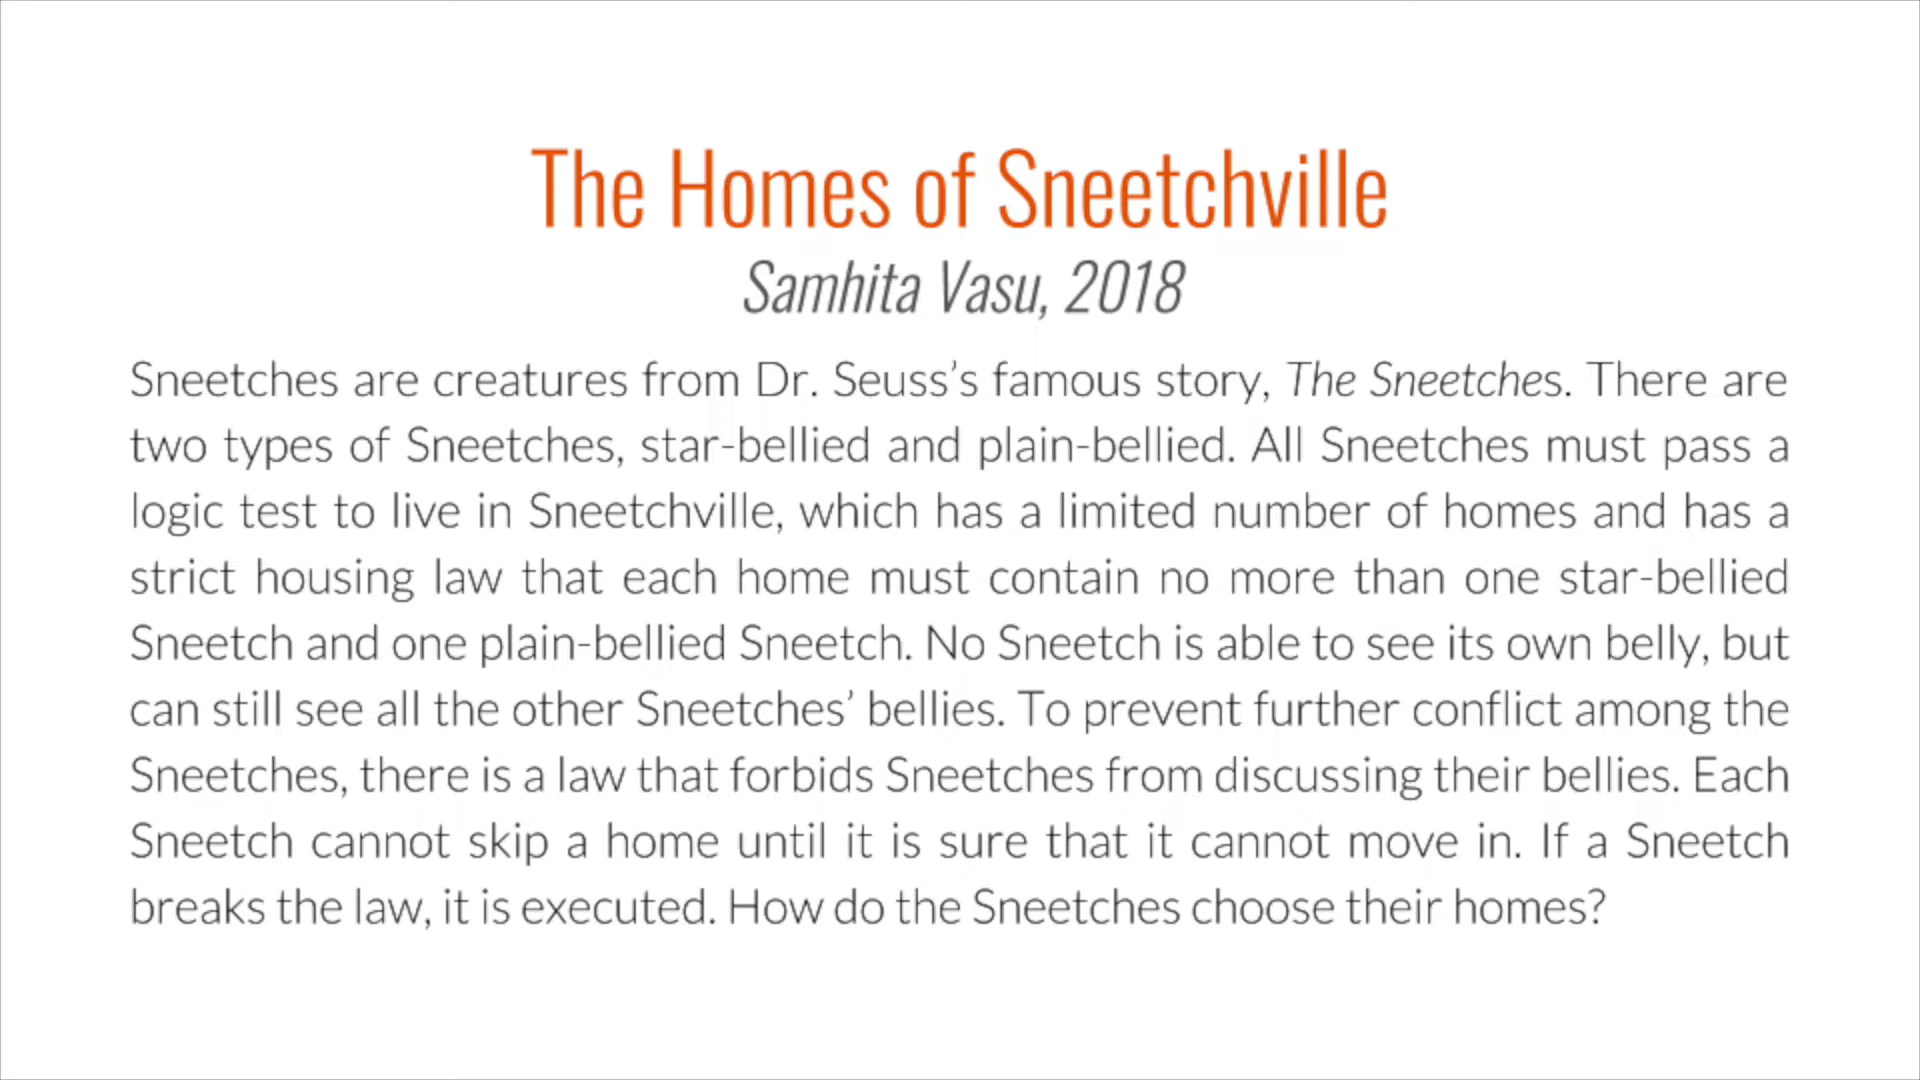 The Homes of Sneetchville
Samhita Vasu, 2018
Sneetches are creatures from Dr. Seuss’s famous story, The Sneetches. There are
two types of Sneetches, star-bellied and plain-bellied. All Sneetches must pass a
logic test to live in Sneetchville, which has a limited number of homes and has a
strict housing law that each home must contain no more than one star-bellied
Sneetch and one plain-bellied Sneetch. No Sneetch is able to see its own belly, but
can still see all the other Sneetches’ bellies. To prevent further conflict among the
Sneetches, there is a law that forbids Sneetches from discussing their bellies. Each
Sneetch cannot skip a home until it is sure that it cannot move in. If a Sneetch
breaks the law, it is executed. How do the Sneetches choose their homes?